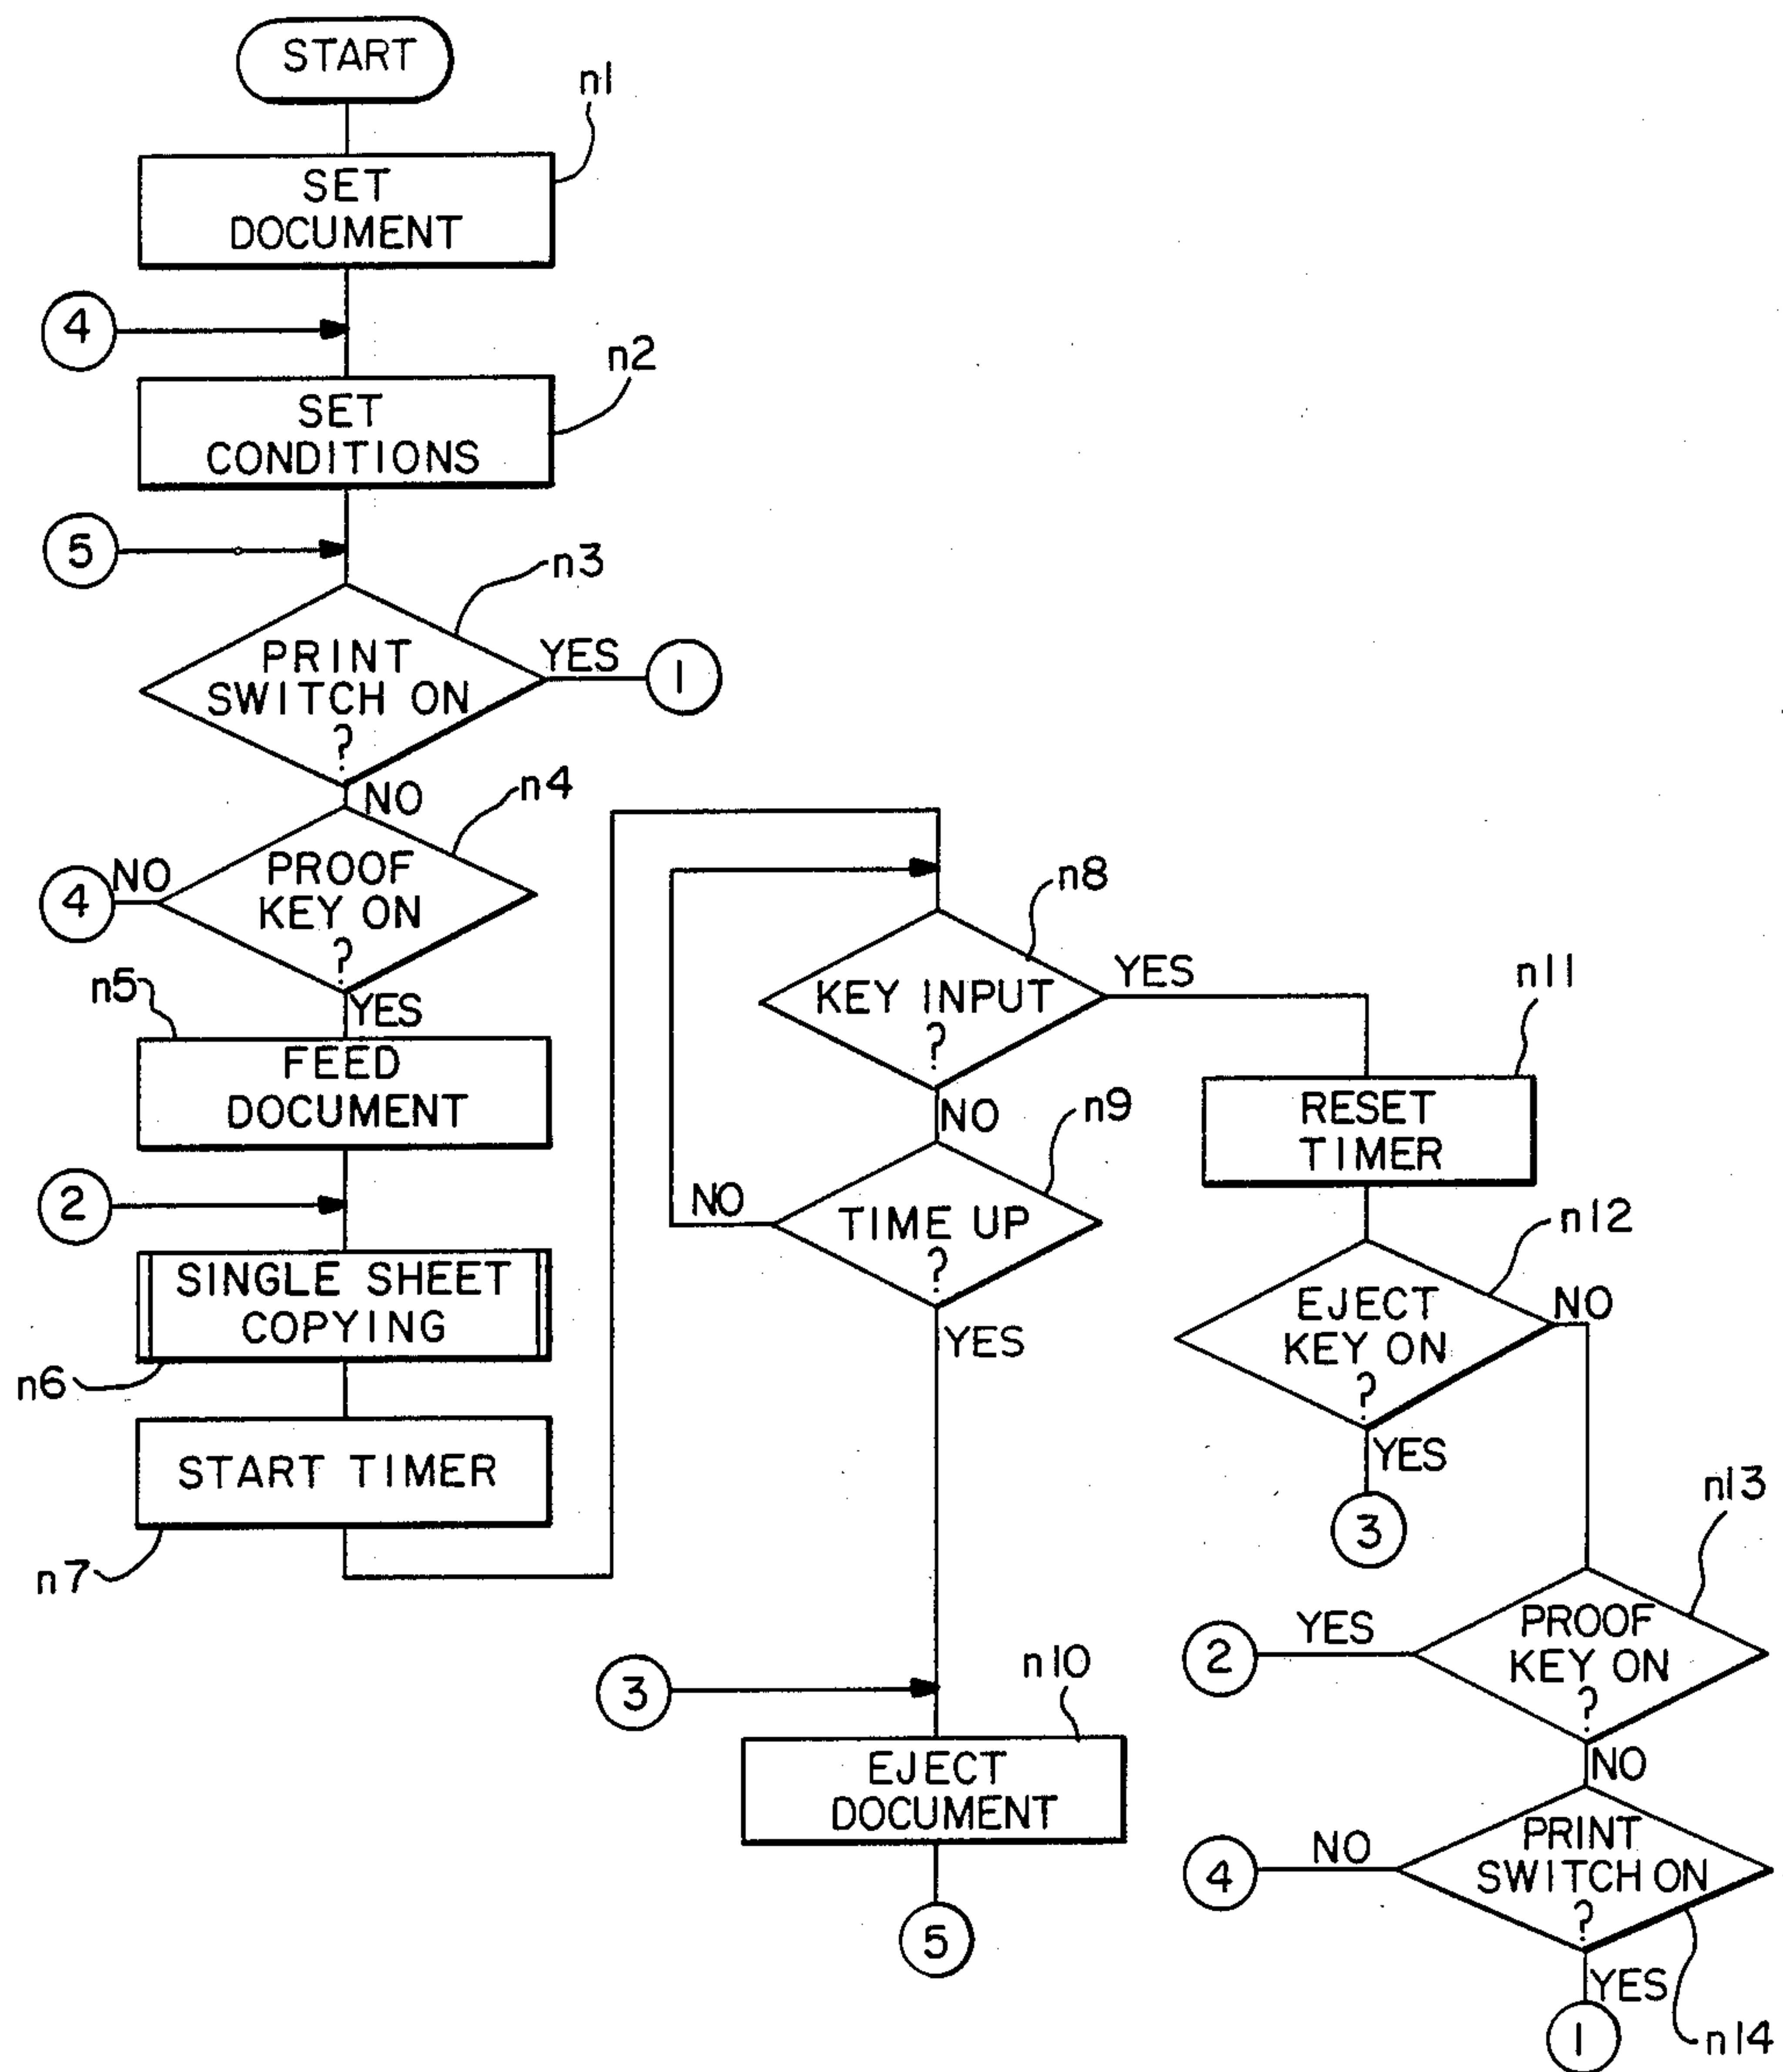 START
n1
SET
DOCUMENT
4
n2
SET
CONDITIONS
5
n3
PRINT
SWITCH ON
?
YES
1
NO
n4
4
NO
PROOF
KEY ON
?
YES
n5
FEED
DOCUMENT
2
SINGLE SHEET
COPYING
n6
START TIMER
n7
n8
KEY INPUT
?
YES
NO
n9
NO
TIME UP
?
YES
3
n10
EJECT
DOCUMENT
5
n11
RESET
TIMER
n12
EJECT
KEY ON
?
NO
YES
3
n13
2
YES
PROOF
KEY ON
?
NO
4
NO
PRINT
SWITCH ON
?
YES
n14
1